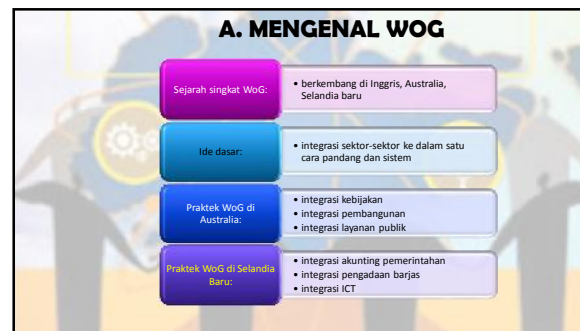 A. MENGENAL WOG
Sejarah singkat WoG:
• berkembang di Inggris, Australia,
Selandia baru
Ide dasar:
• integrasi sektor-sektor ke dalam satu
cara pandang dan sistem
Praktek WoG di
Australia:
• integrasi kebijakan
• integrasi pembangunan
• integrasi layanan publik
Praktek WoG di Selandia
Baru:
• integrasi akunting pemerintahan
• integrasi pengadaan barjas
• integrasi ICT